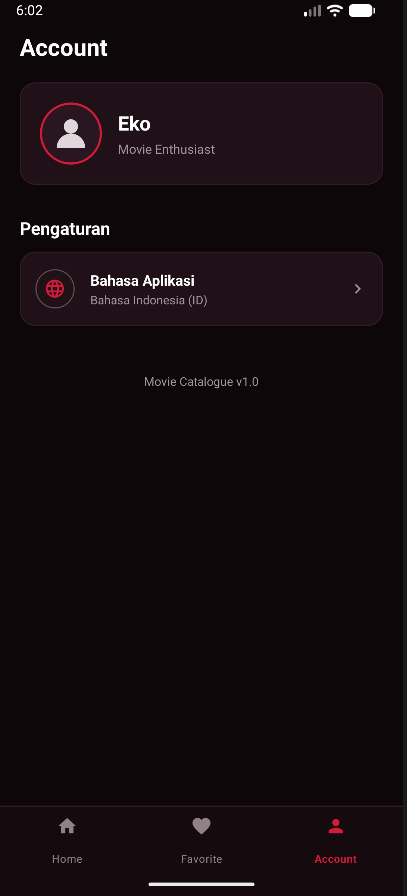 6:02
Account
Eko
Movie Enthusiast
Pengaturan
Bahasa Aplikasi
Bahasa Indonesia (ID)
Movie Catalogue v1.0
Home
Favorite
Account